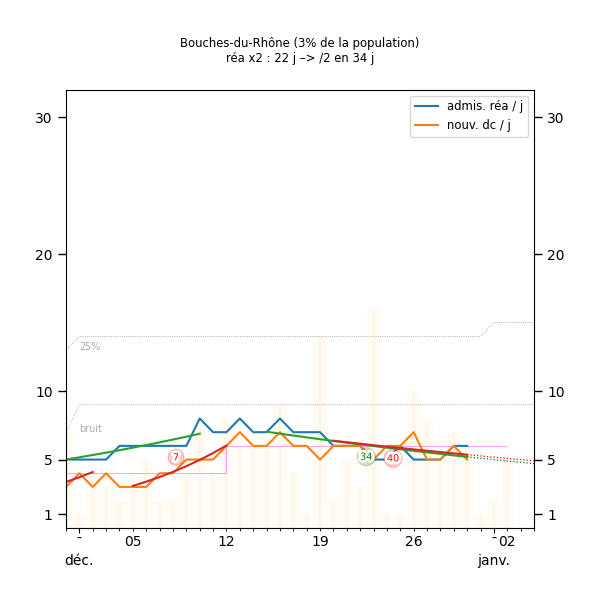 Bouches-du-Rhône (3% de la population)
réa x2 : 22 j –> /2 en 34 j
admis. réa / j
nouv. dc / j
30 30
20 20
25%
10 10
bruit
7 34 40
5 5
1 1
- 05 12 19 26 - 02
déc. janv.